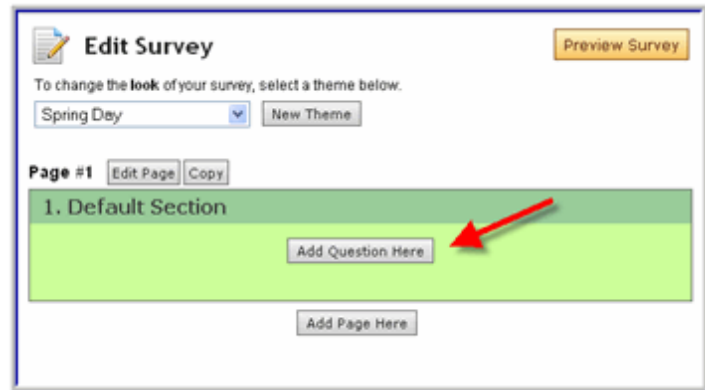 Edit Survey
Preview Survey
To change the look of your survey, select a theme below.
Spring Day
New Theme
Page #1 Edit Page Copy
1. Default Section
Add Question Here
Add Page Here